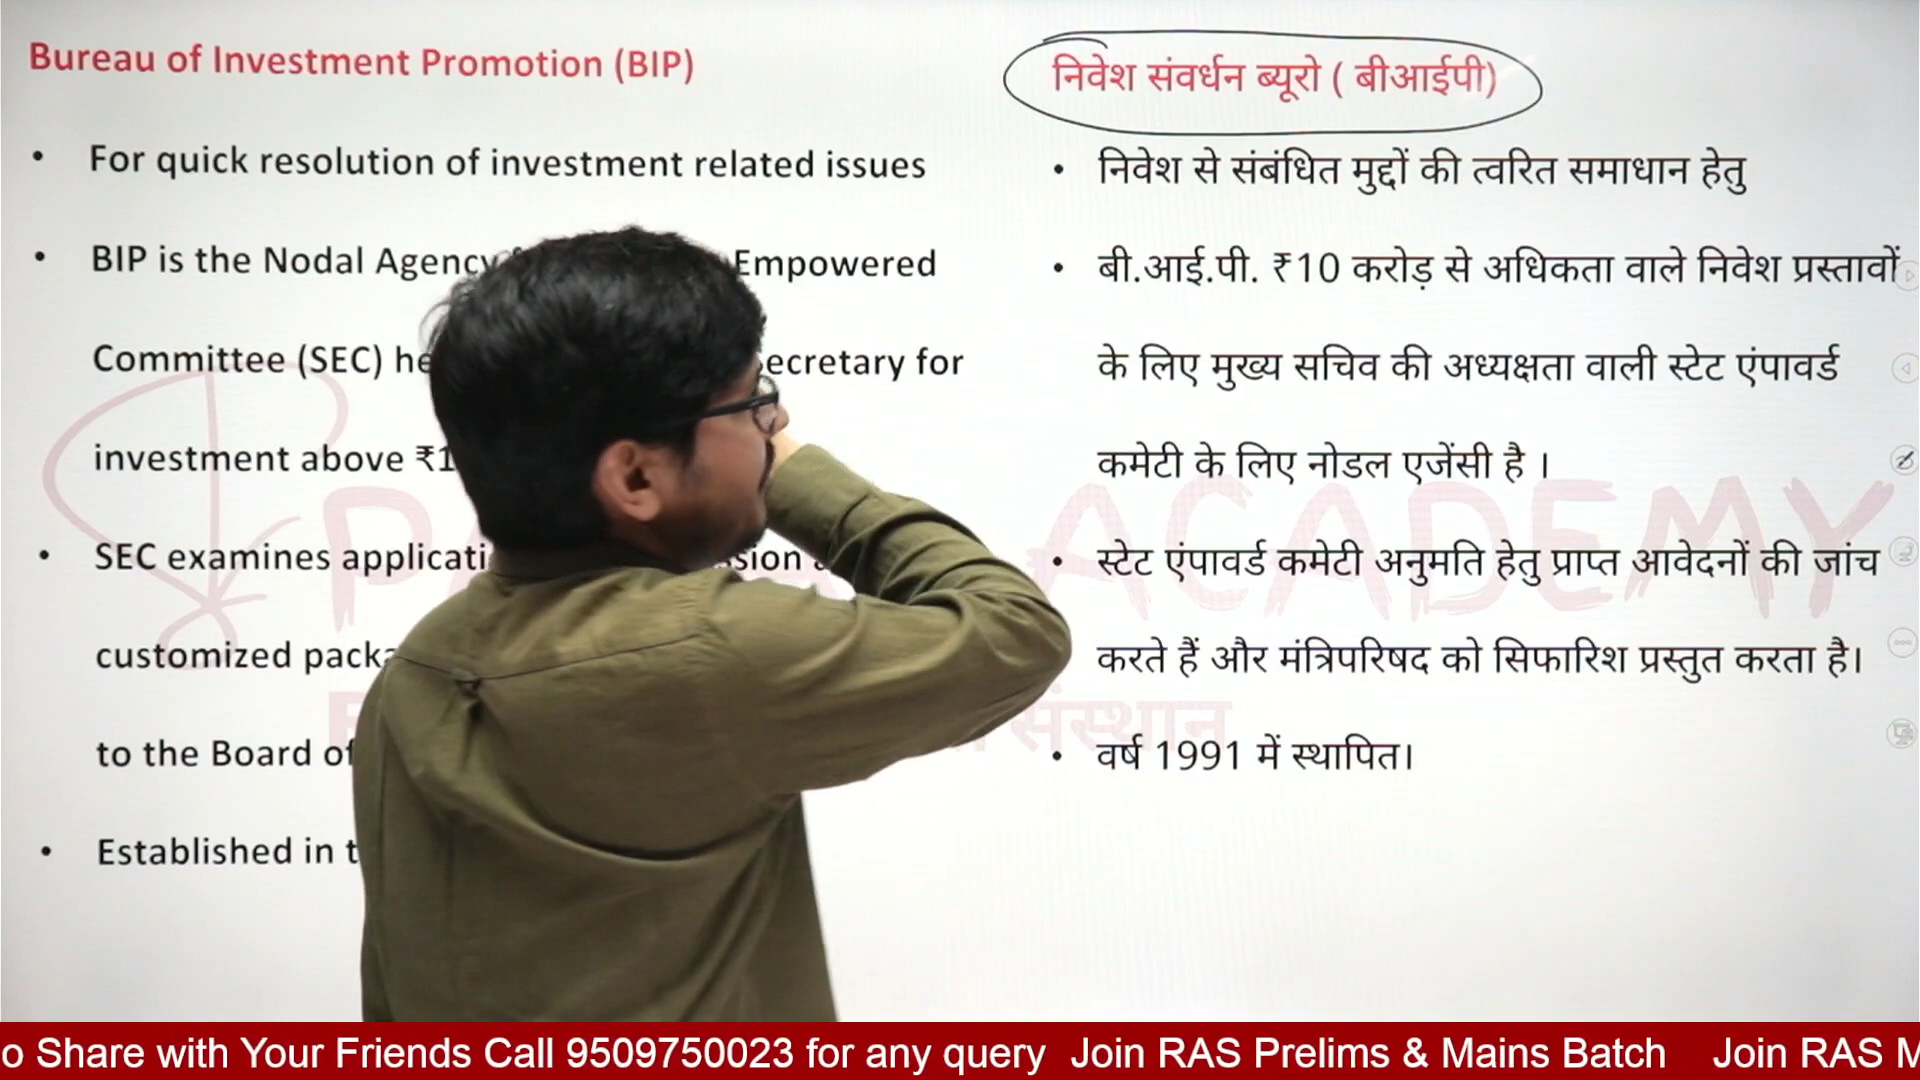 Bureau of Investment Promotion (BIP)
For quick resolution of investment related issues
BIP is the Nodal Agency Empowered
Committee (SEC) ecretary for
investment above ₹1
SEC examines
customized
to the Board of
Established in
निवेश संवर्धन ब्यूरो ( बीआईपी)
निवेश से संबंधित मुद्दों की त्वरित समाधान हेतु
बी.आई.पी. ₹10 करोड़ से अधिकता वाले निवेश प्रस्तावों
के लिए मुख्य सचिव की अध्यक्षता वाली स्टेट एंपावर्ड
कमेटी के लिए नोडल एजेंसी है ।
स्टेट एंपावर्ड कमेटी अनुमति हेतु प्राप्त आवेदनों की जांच
करते हैं और मंत्रिपरिषद को सिफारिश प्रस्तुत करता है।
वर्ष 1991 में स्थापित।
ACADEMY
संस्थान
o Share with Your Friends Call 9509750023 for any query Join RAS Prelims & Mains Batch Join RAS M